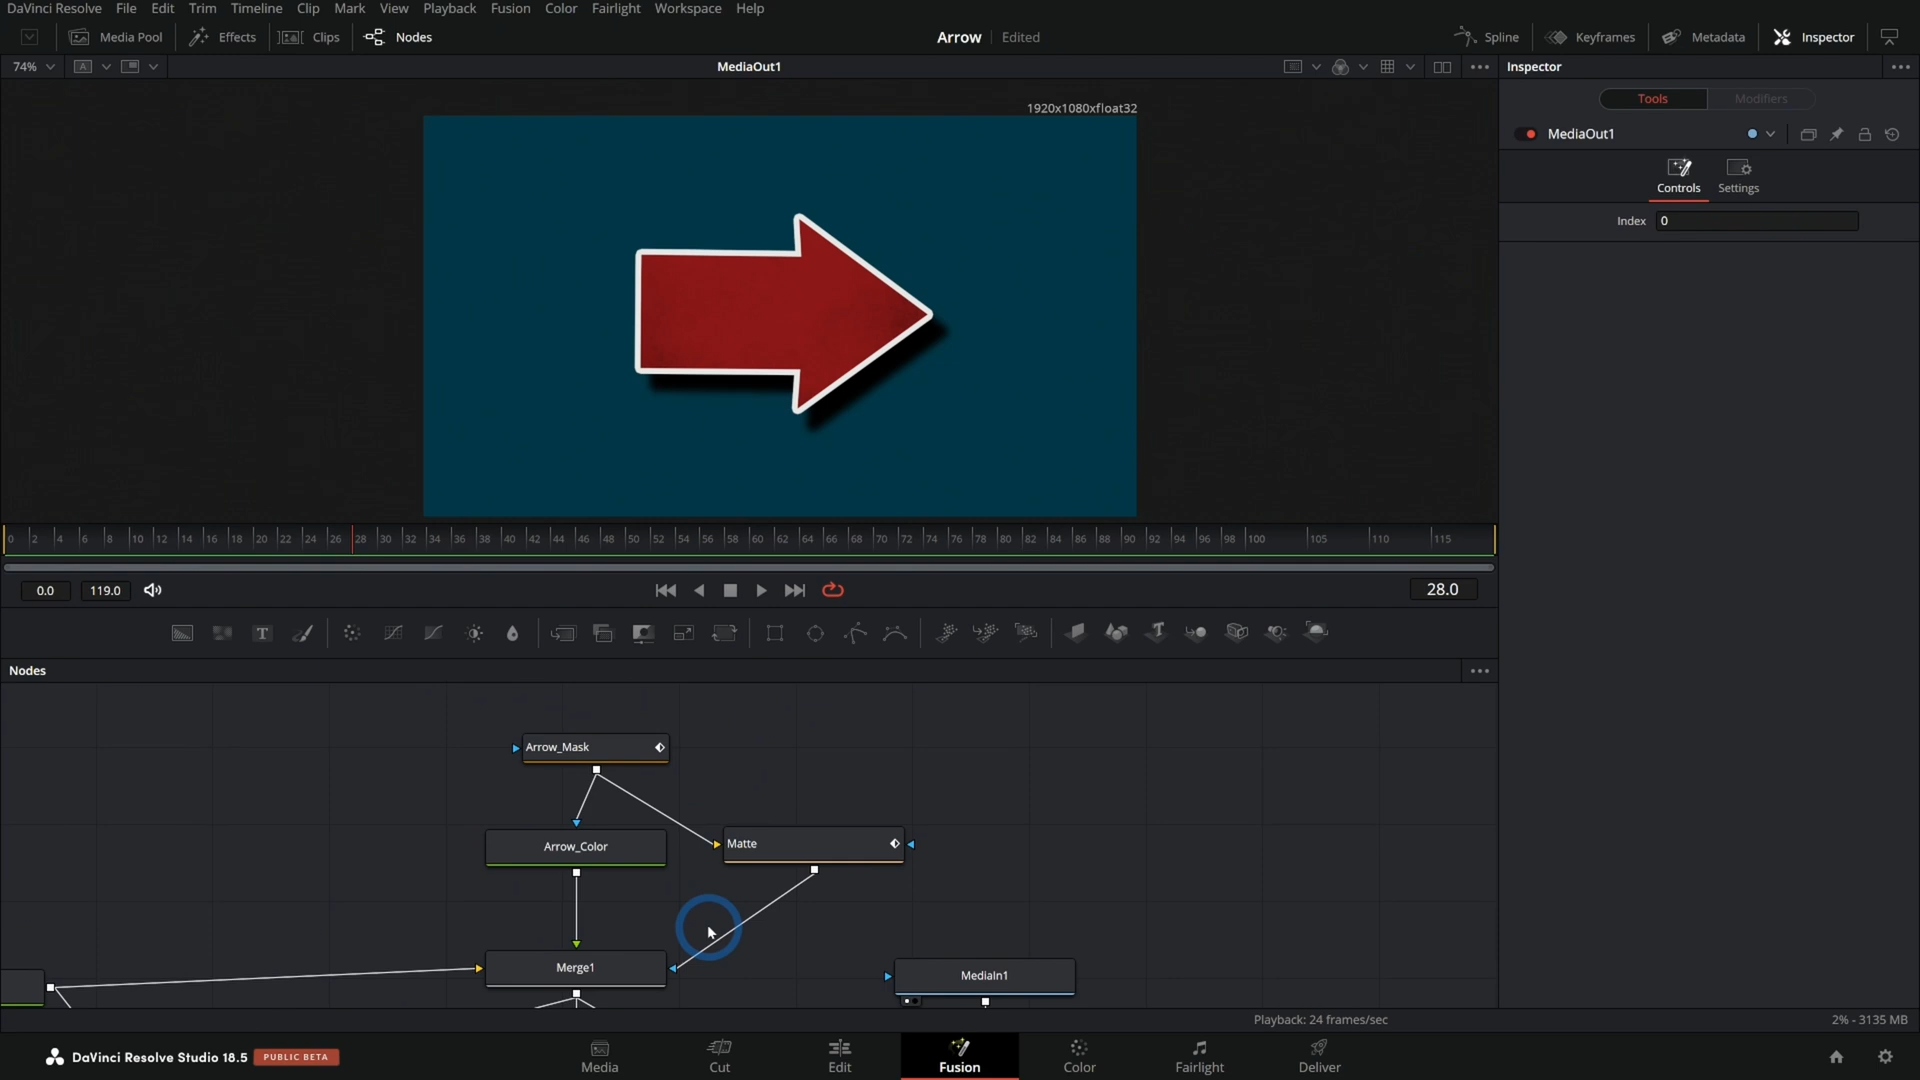 DaVinci Resolve File Edit Trim Timeline Clip Mark View Playback Fusion Color Fairlight Workspace Help
Media Pool Effects Clips Nodes Arrow Edited Spline Keyframes Metadata Inspector
74% A MediaOut1 Inspector
1920x1080xfloat32
Tools Modifiers
MediaOut1
Controls Settings
Index 0
0 2 4 6 8 10 12 14 16 18 20 22 24 26 28 30 32 34 36 38 40 42 44 46 48 50 52 54 56 58 60 62 64 66 68 70 72 74 76 78 80 82 84 86 88 90 92 94 96 98 100 105 110 115
0.0 119.0 28.0
T T
Nodes
Arrow_Mask
Arrow_Color
Matte
Merge1
MediaIn1
Playback: 24 frames/sec 2% - 3135 MB
DaVinci Resolve Studio 18.5 PUBLIC BETA
Media Cut Edit Fusion Color Fairlight Deliver